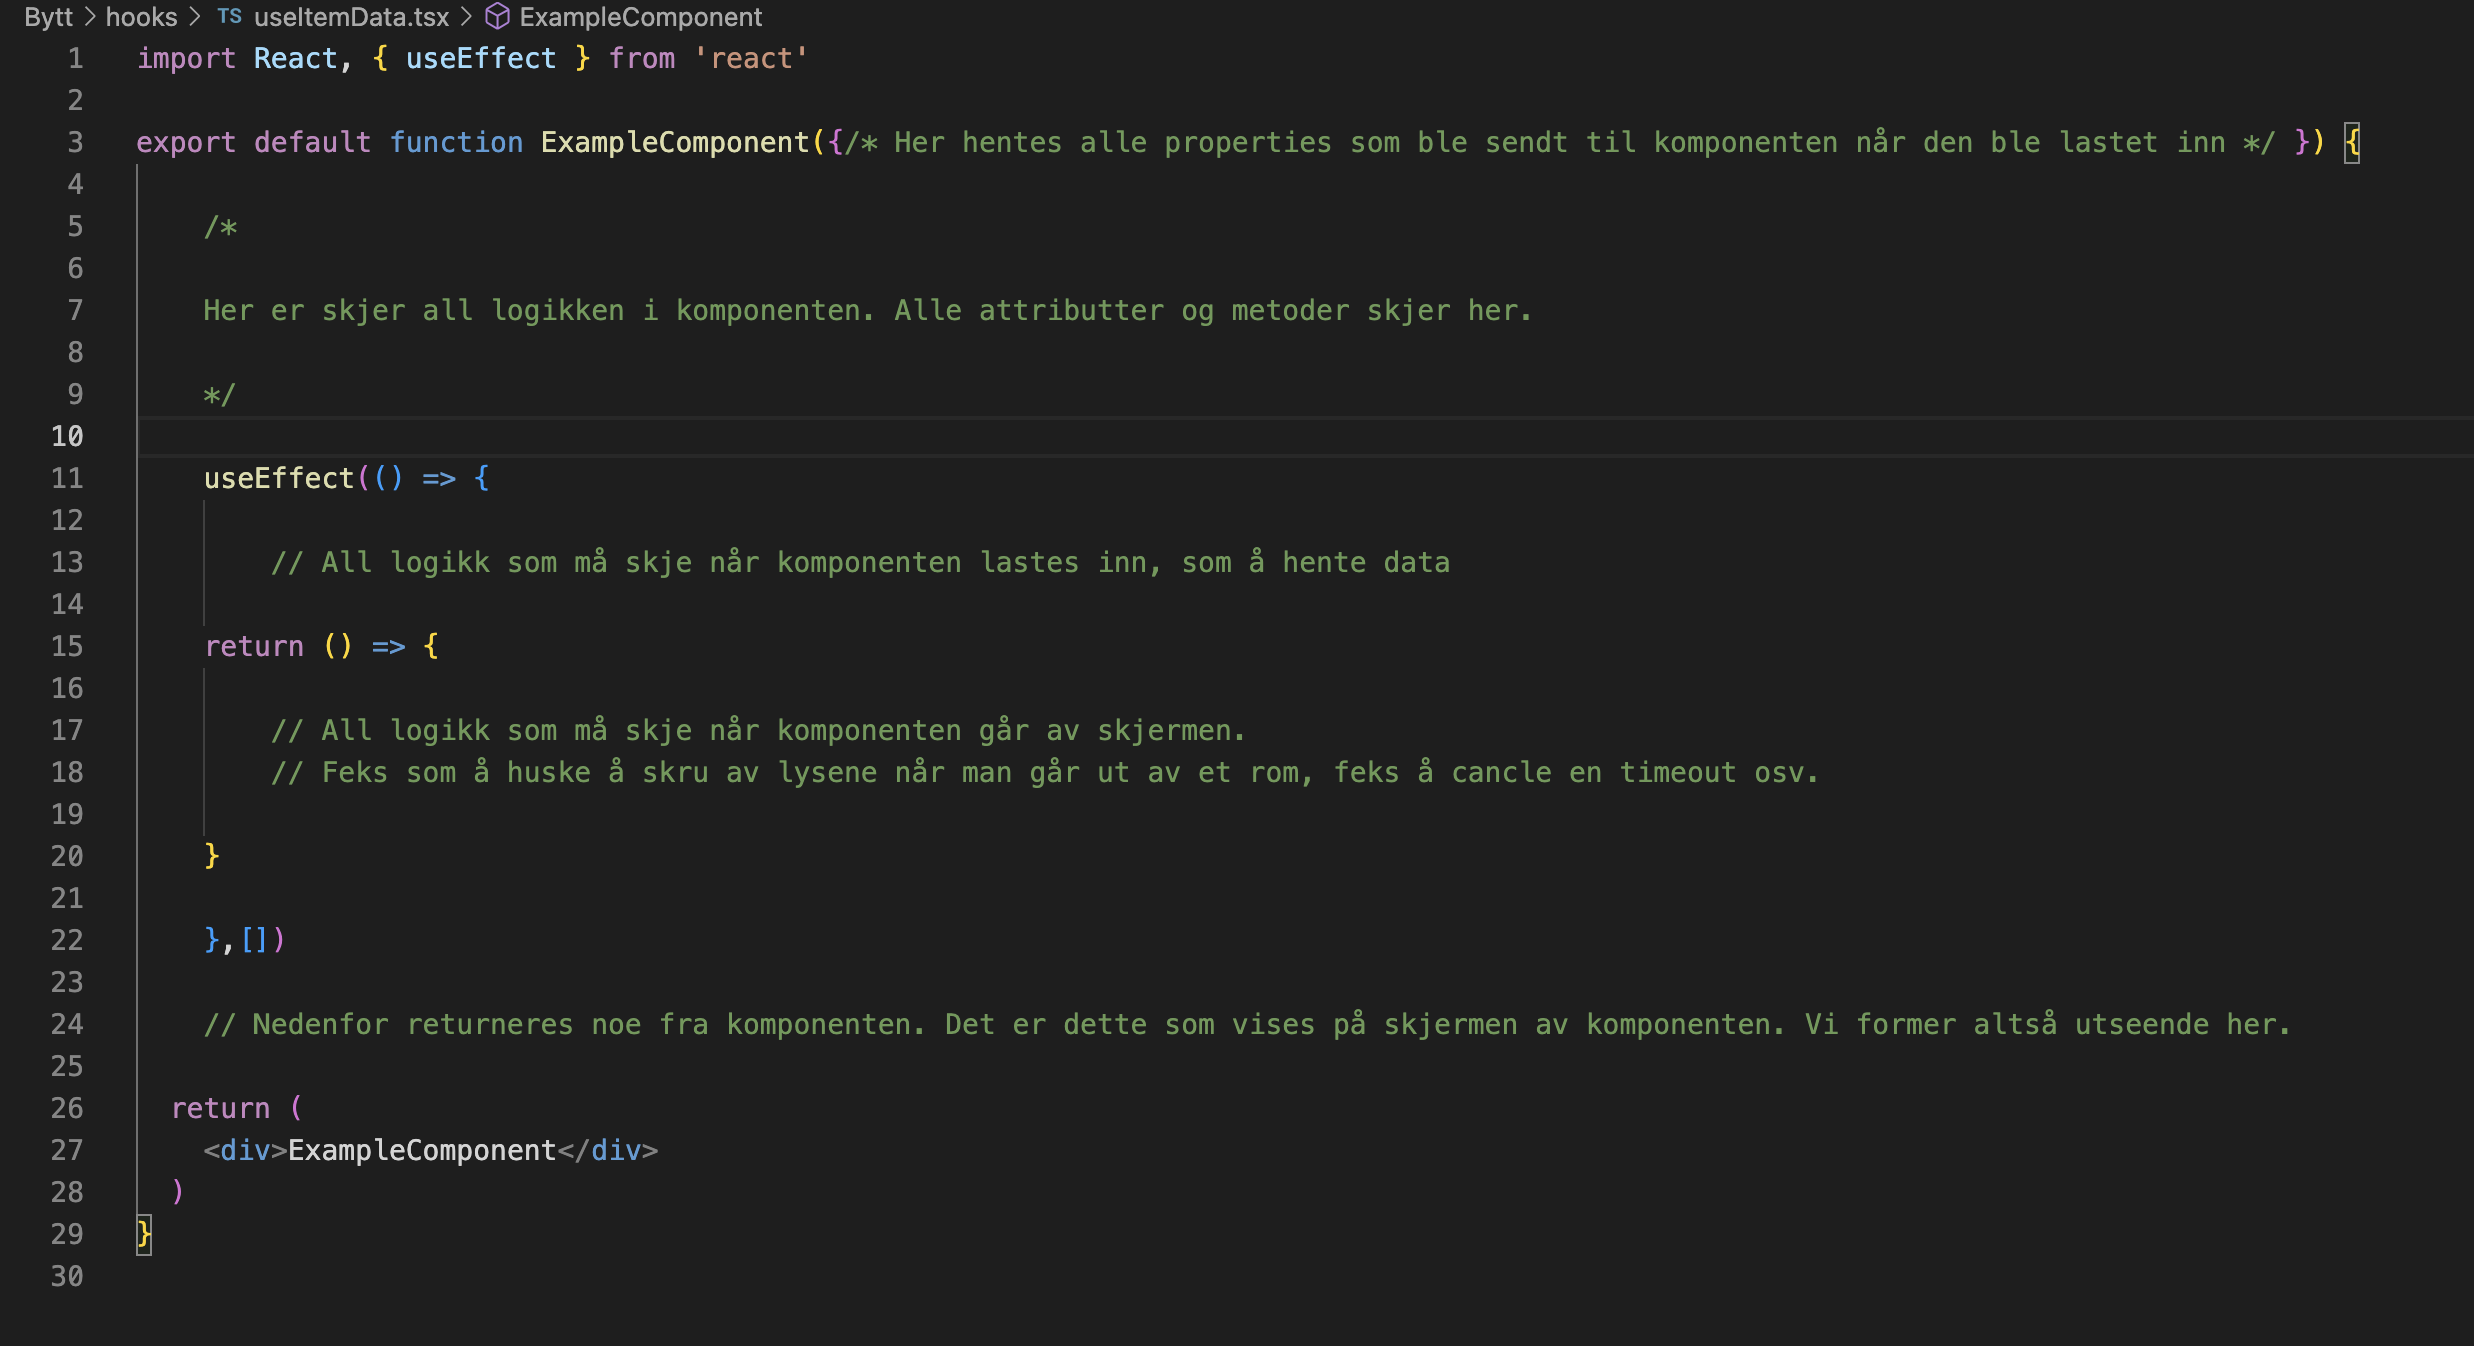 Bytt > hooks > TS useItemData.tsx > ExampleComponent
1 import React, { useEffect } from 'react'
2
3 export default function ExampleComponent({/* Her hentes alle properties som ble sendt til komponenten når den ble lastet inn */ }) {
4
5 /*
6
7 Her er skjer all logikken i komponenten. Alle attributter og metoder skjer her.
8
9 */
10
11 useEffect(() => {
12
13 // All logikk som må skje når komponenten lastes inn, som å hente data
14
15 return () => {
16
17 // All logikk som må skje når komponenten går av skjermen.
18 // Feks som å huske å skru av lysene når man går ut av et rom, feks å cancle en timeout osv.
19
20 }
21
22 },[])
23
24 // Nedenfor returneres noe fra komponenten. Det er dette som vises på skjermen av komponenten. Vi former altså utseende her.
25
26 return (
27 <div>ExampleComponent</div>
28 )
29 }
30